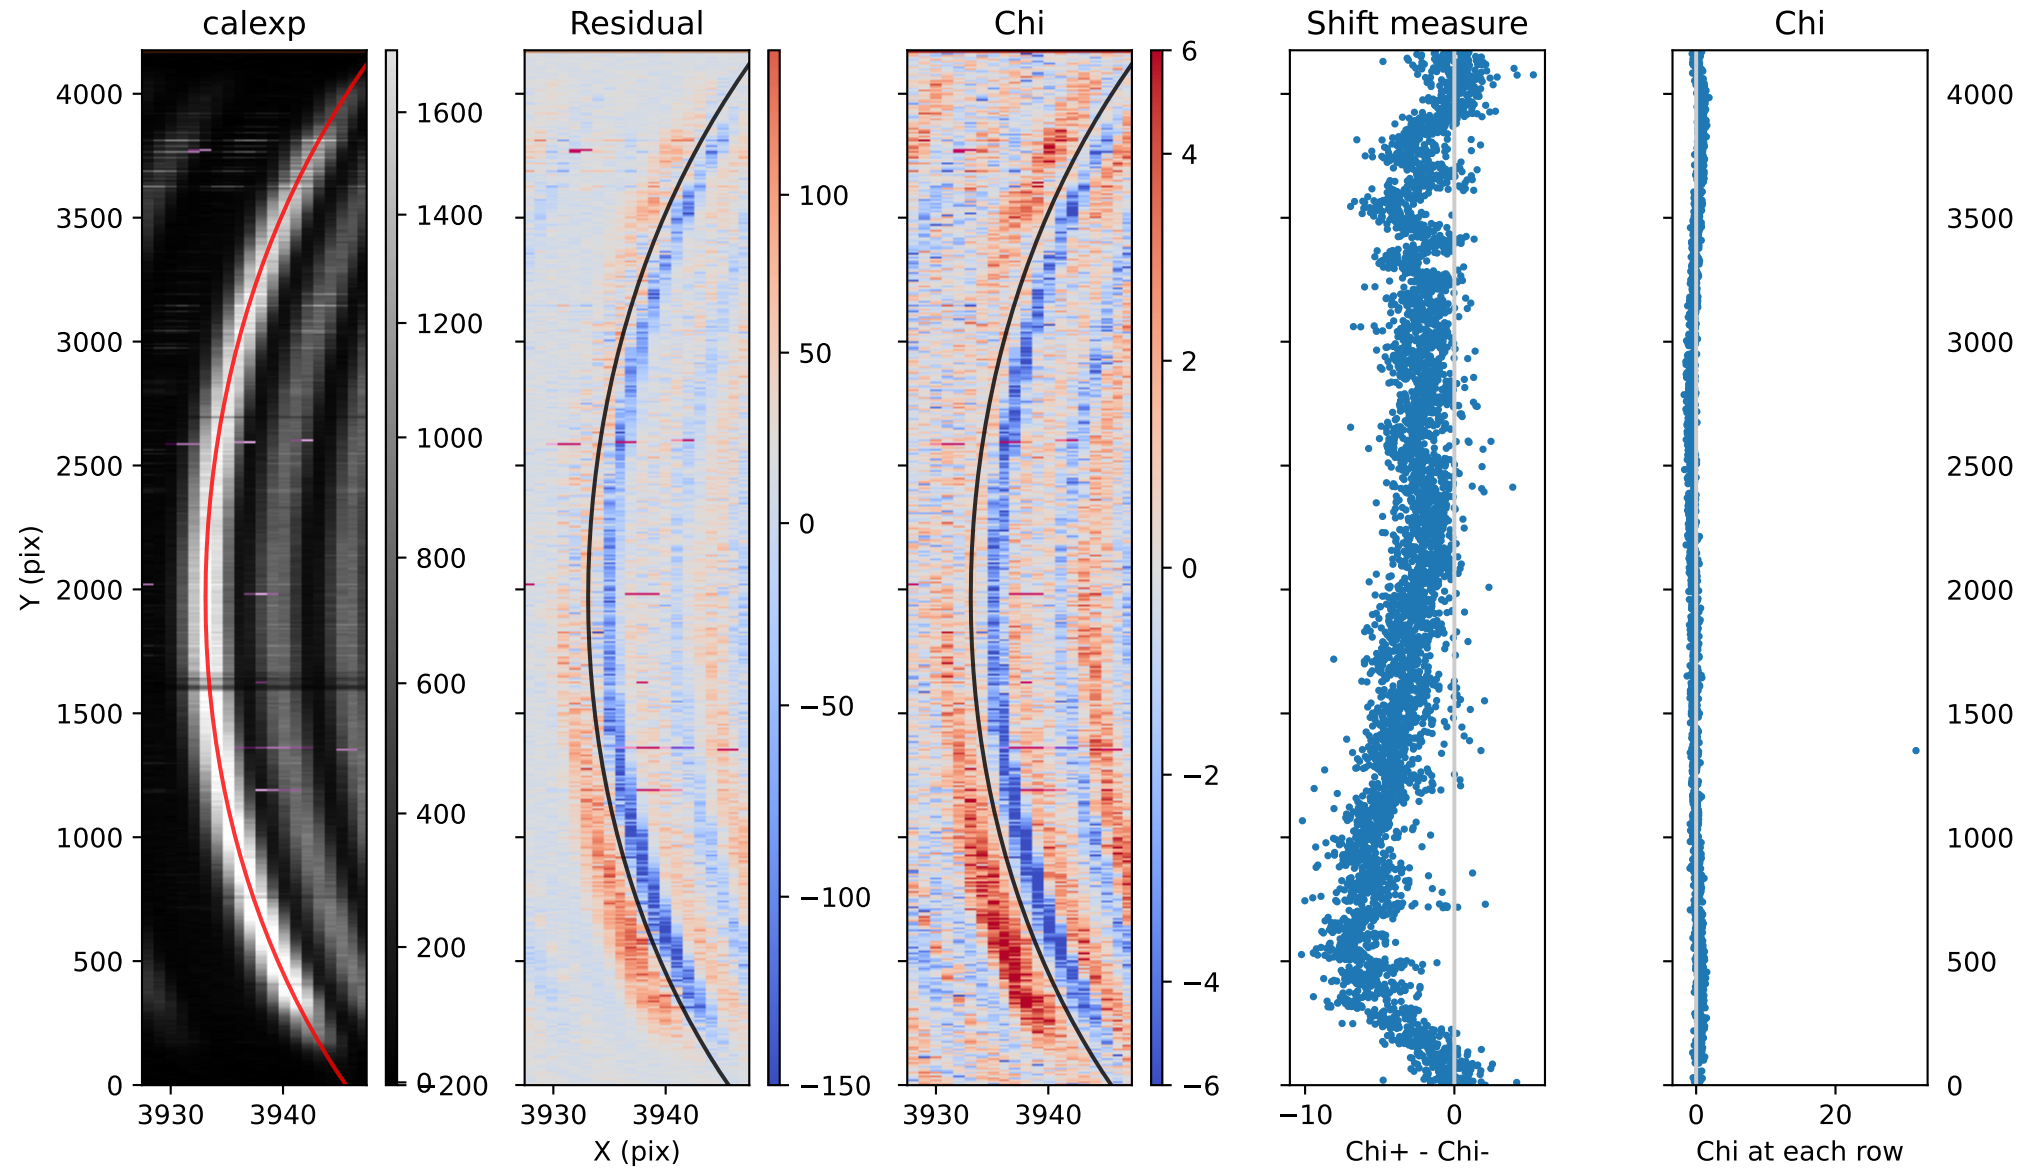 calexp Residual Chi Shift measure Chi
4000 1600 100 6 4000
3500 1400 4 3500
3000 1200 50 2 3000
2500 1000 0 2500
2000 800 0 2000
1500 600 −50 −2 1500
1000 400 −100 −4 1000
500 200 500
0 0 −200 −150 −6 0
3930 3940 3930 3940 3930 3940 −10 0 0 20
Y (pix)
X (pix) Chi+ - Chi- Chi at each row